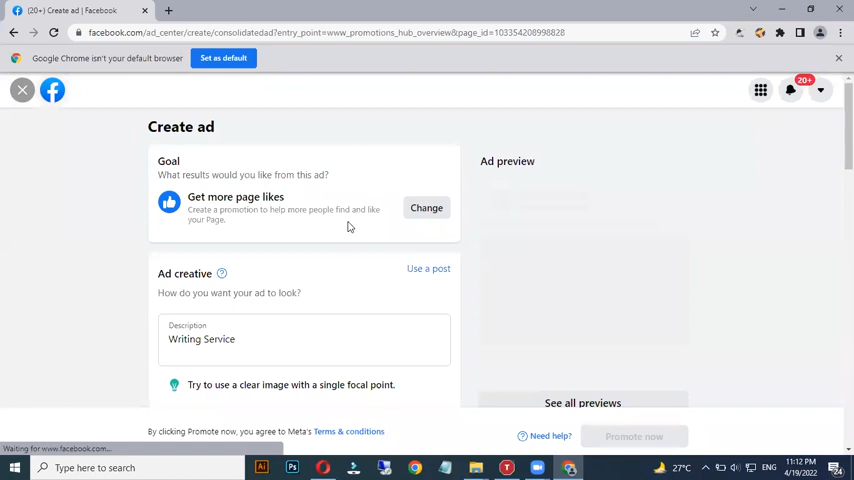 (20+) Create ad | Facebook
facebook.com/ad_center/create/consolidatedad?entry_point=www_promotions_hub_overview&page_id=103354208998828
Google Chrome isn't your default browser
Set as default
20+
Create ad
Goal
What results would you like from this ad?
Get more page likes
Create a promotion to help more people find and like
your Page.
Change
Ad preview
Ad creative
Use a post
How do you want your ad to look?
Description
Writing Service
Try to use a clear image with a single focal point.
See all previews
By clicking Promote now, you agree to Meta's Terms & conditions
Need help?
Promote now
Waiting for www.facebook.com...
Type here to search
Ai
Ps
T
27°C
ENG
11:12 PM
4/19/2022
24